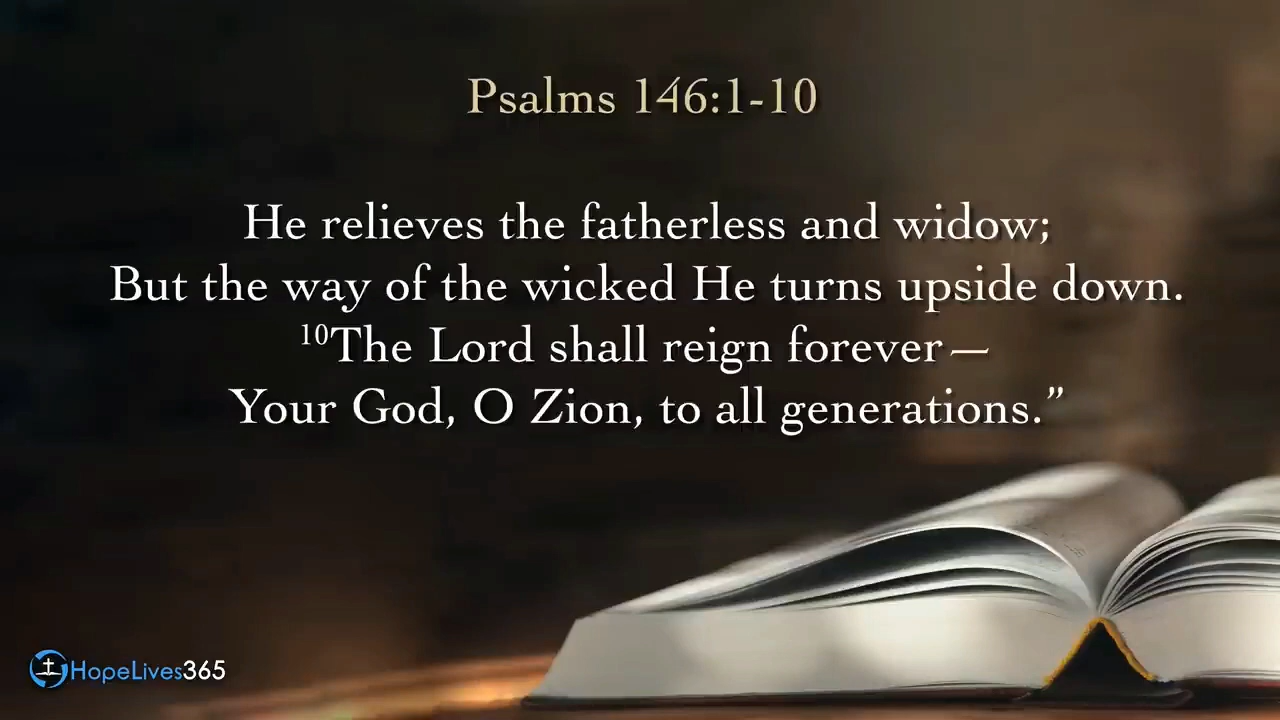 Psalms 146:1-10
He relieves the fatherless and widow;
But the way of the wicked He turns upside down.
¹⁰The Lord shall reign forever—
Your God, O Zion, to all generations.”
HopeLives365